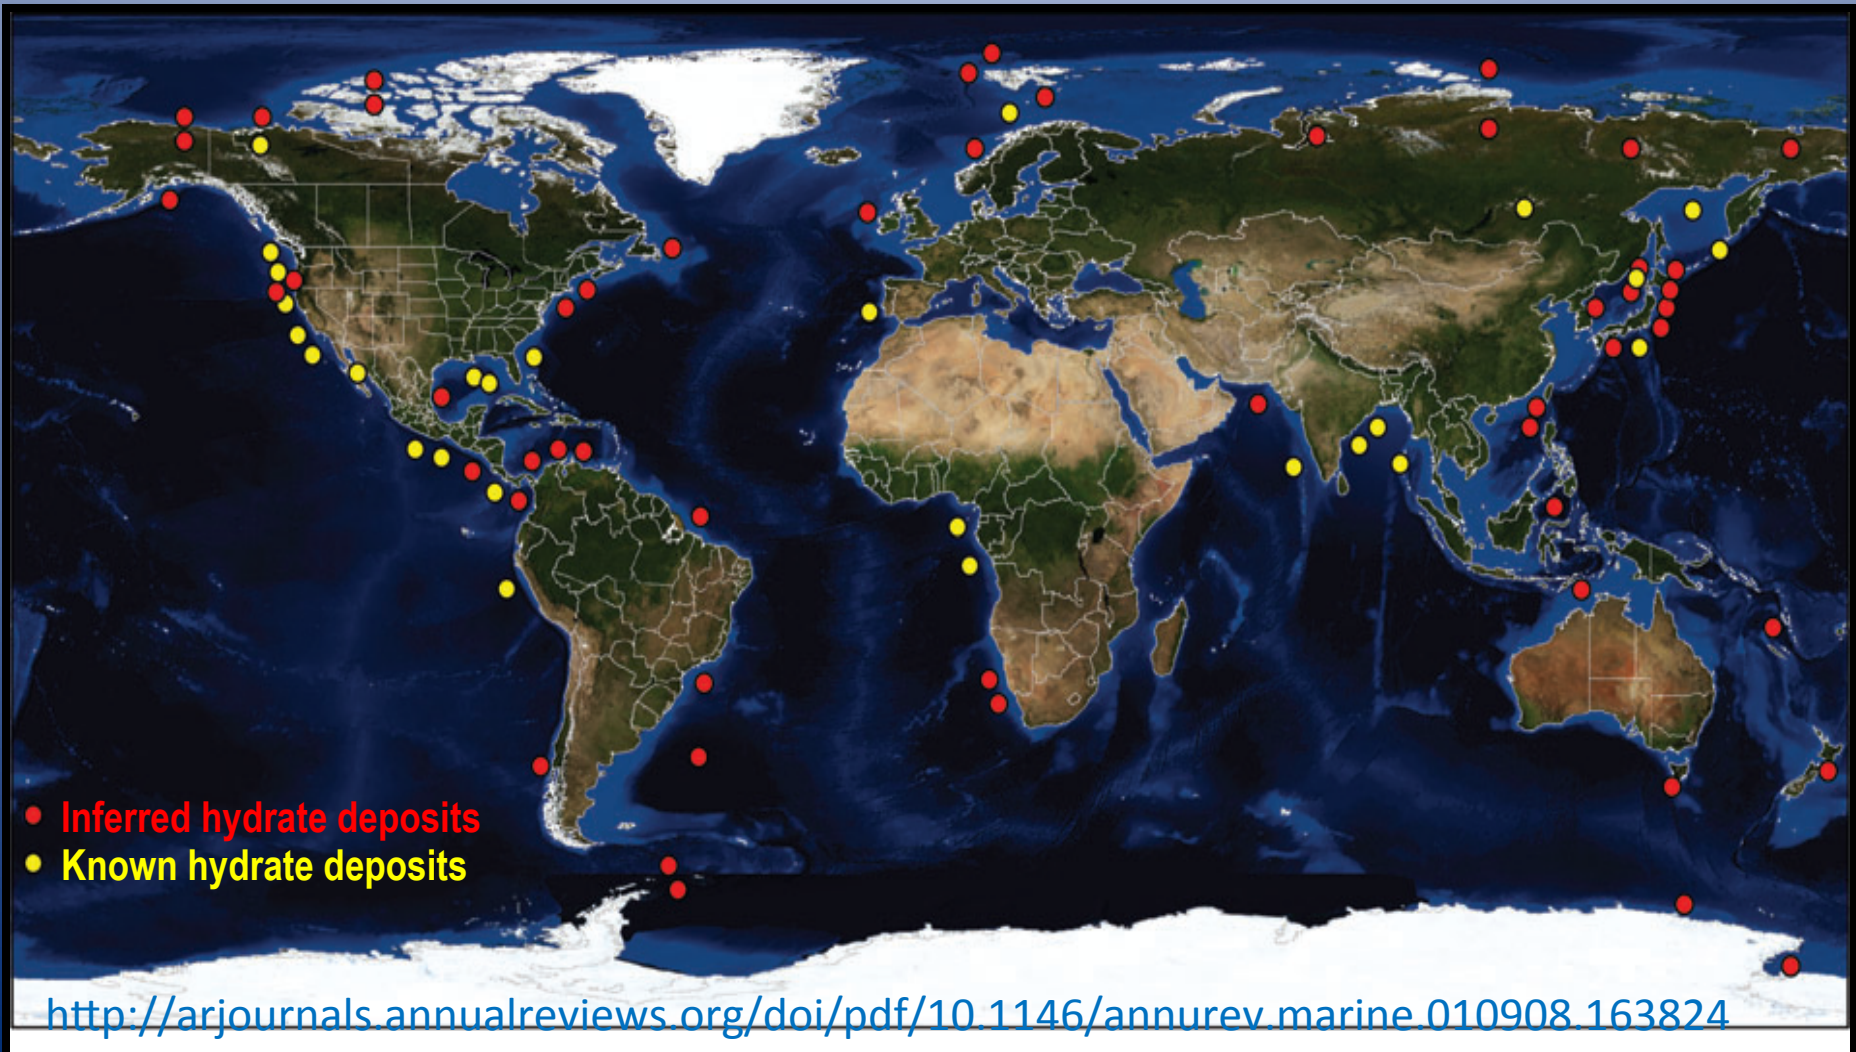 Inferred hydrate deposits
Known hydrate deposits
http://arjournals.annualreviews.org/doi/pdf/10.1146/annurev.marine.010908.163824